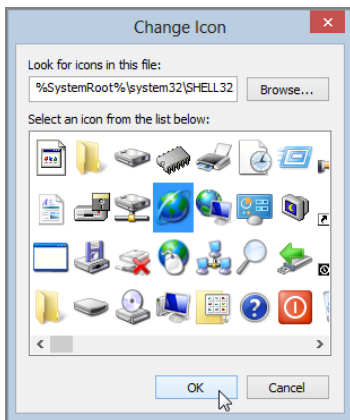 Change Icon
Look for icons in this file:
%SystemRoot%\system32\SHELL32
Browse...
Select an icon from the list below:
OK
Cancel